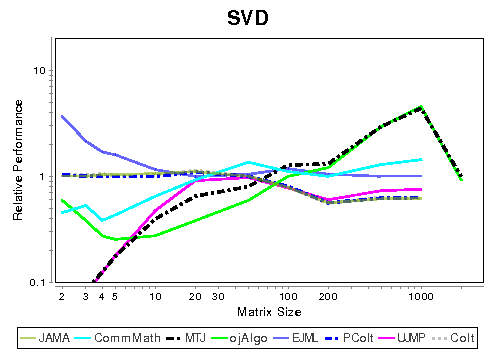 SVD
10
1
0.1
Relative Performance
2 3 4 5 10 20 30 50 100 200 1000
Matrix Size
JAMA CommMath MTJ ojAlgo EJML PColt UJMP Colt